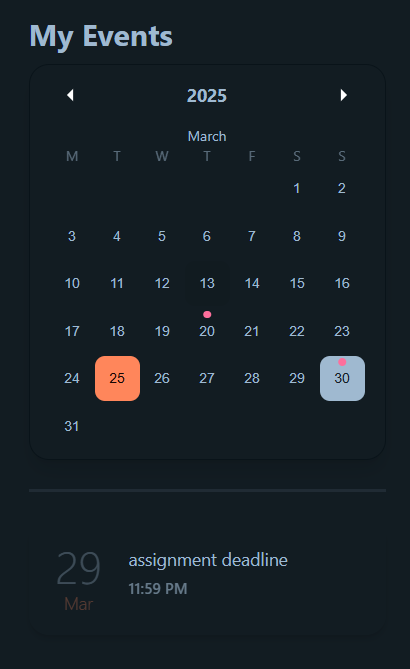 My Events
2025
March
M T W T F S S
1 2
3 4 5 6 7 8 9
10 11 12 13 14 15 16
17 18 19 20 21 22 23
24 25 26 27 28 29 30
31
29
Mar
assignment deadline
11:59 PM